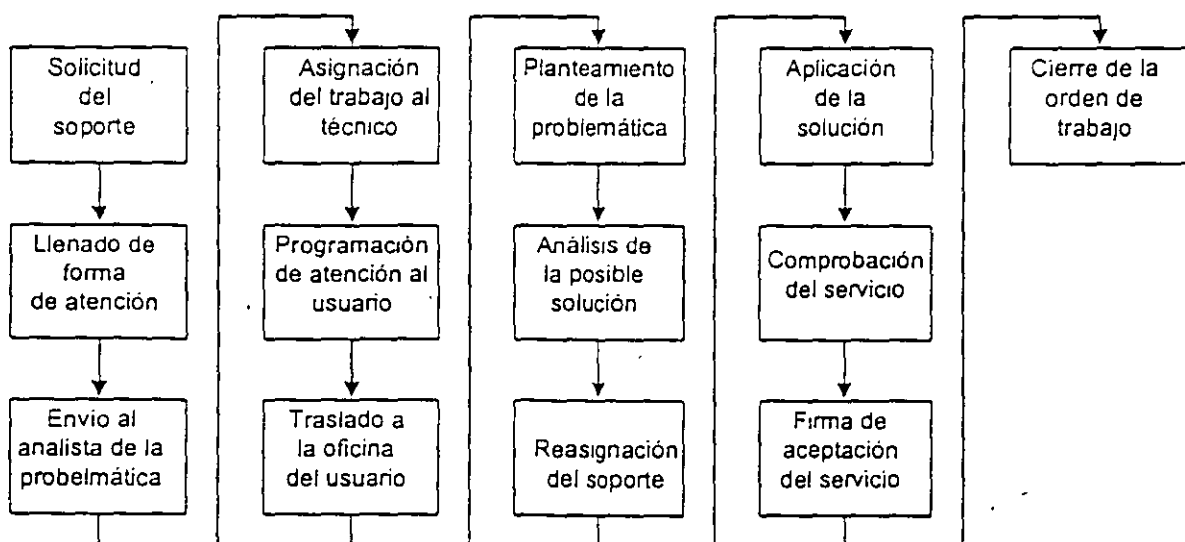 Solicitud
del
soporte
Llenado de
forma
de atención
Envio al
analista de la
probelmática
Asignación
del trabajo al
técnico
Programación
de atención al
usuario
Traslado a
la oficina
del usuario
Planteamiento
de la
problemática
Análisis de
la posible
solución
Reasignación
del soporte
Aplicación
de la
solución
Comprobación
del servicio
Firma de
aceptación
del servicio
Cierre de la
orden de
trabajo